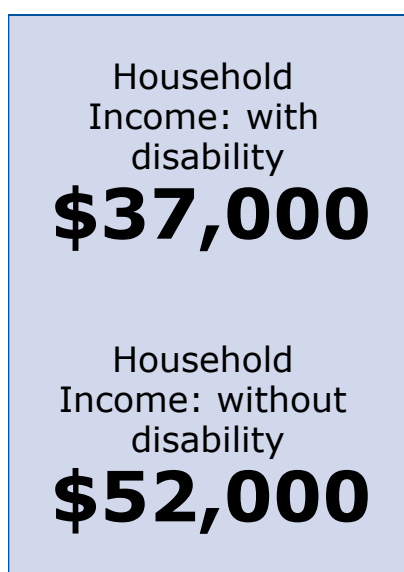 Household
Income: with
disability
$37,000
Household
Income: without
disability
$52,000